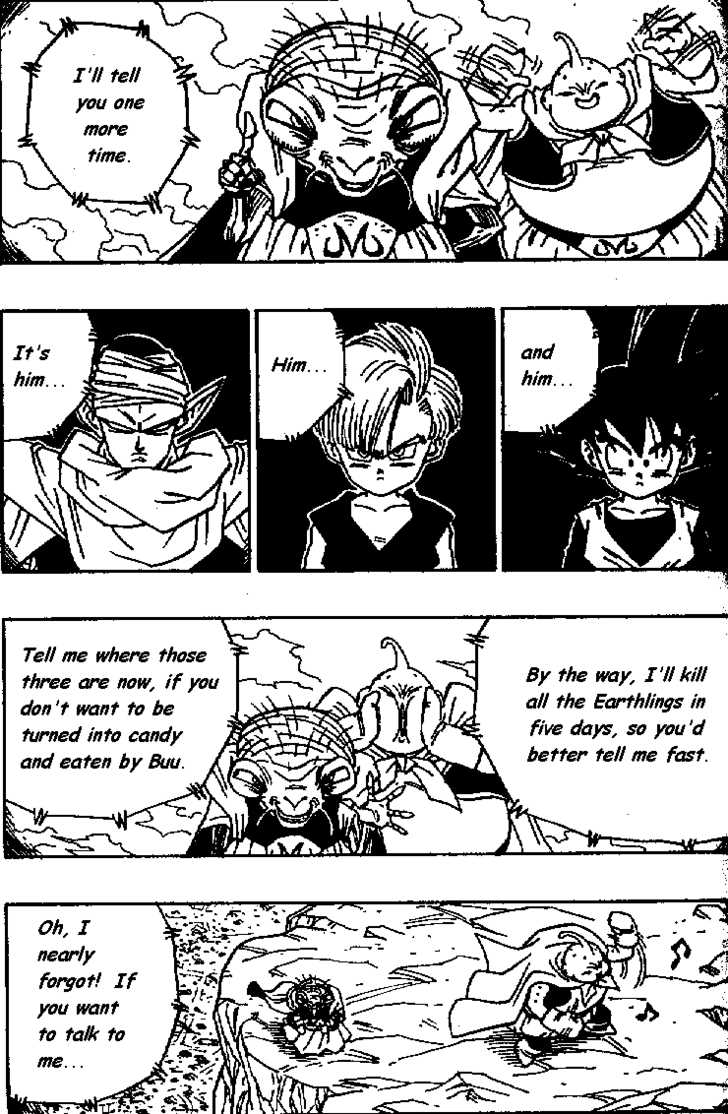 I'll tell
you one
more
time.
It's
him...
Him...
and
him...
Tell me where those
three are now, if you
don't want to be
turned into candy
and eaten by Buu.
By the way, I'll kill
all the Earthlings in
five days, so you'd
better tell me fast.
Oh, I
nearly
forgot! If
you want
to talk to
me...